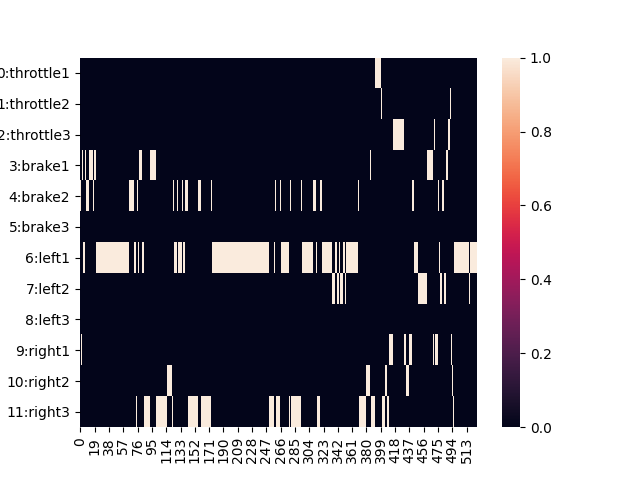 0:throttle1
1:throttle2
2:throttle3
3:brake1
4:brake2
5:brake3
6:left1
7:left2
8:left3
9:right1
10:right2
11:right3
0 19 38 57 76 95 114 133 152 171 190 209 228 247 266 285 304 323 342 361 380 399 418 437 456 475 494 513
1.0
0.8
0.6
0.4
0.2
0.0